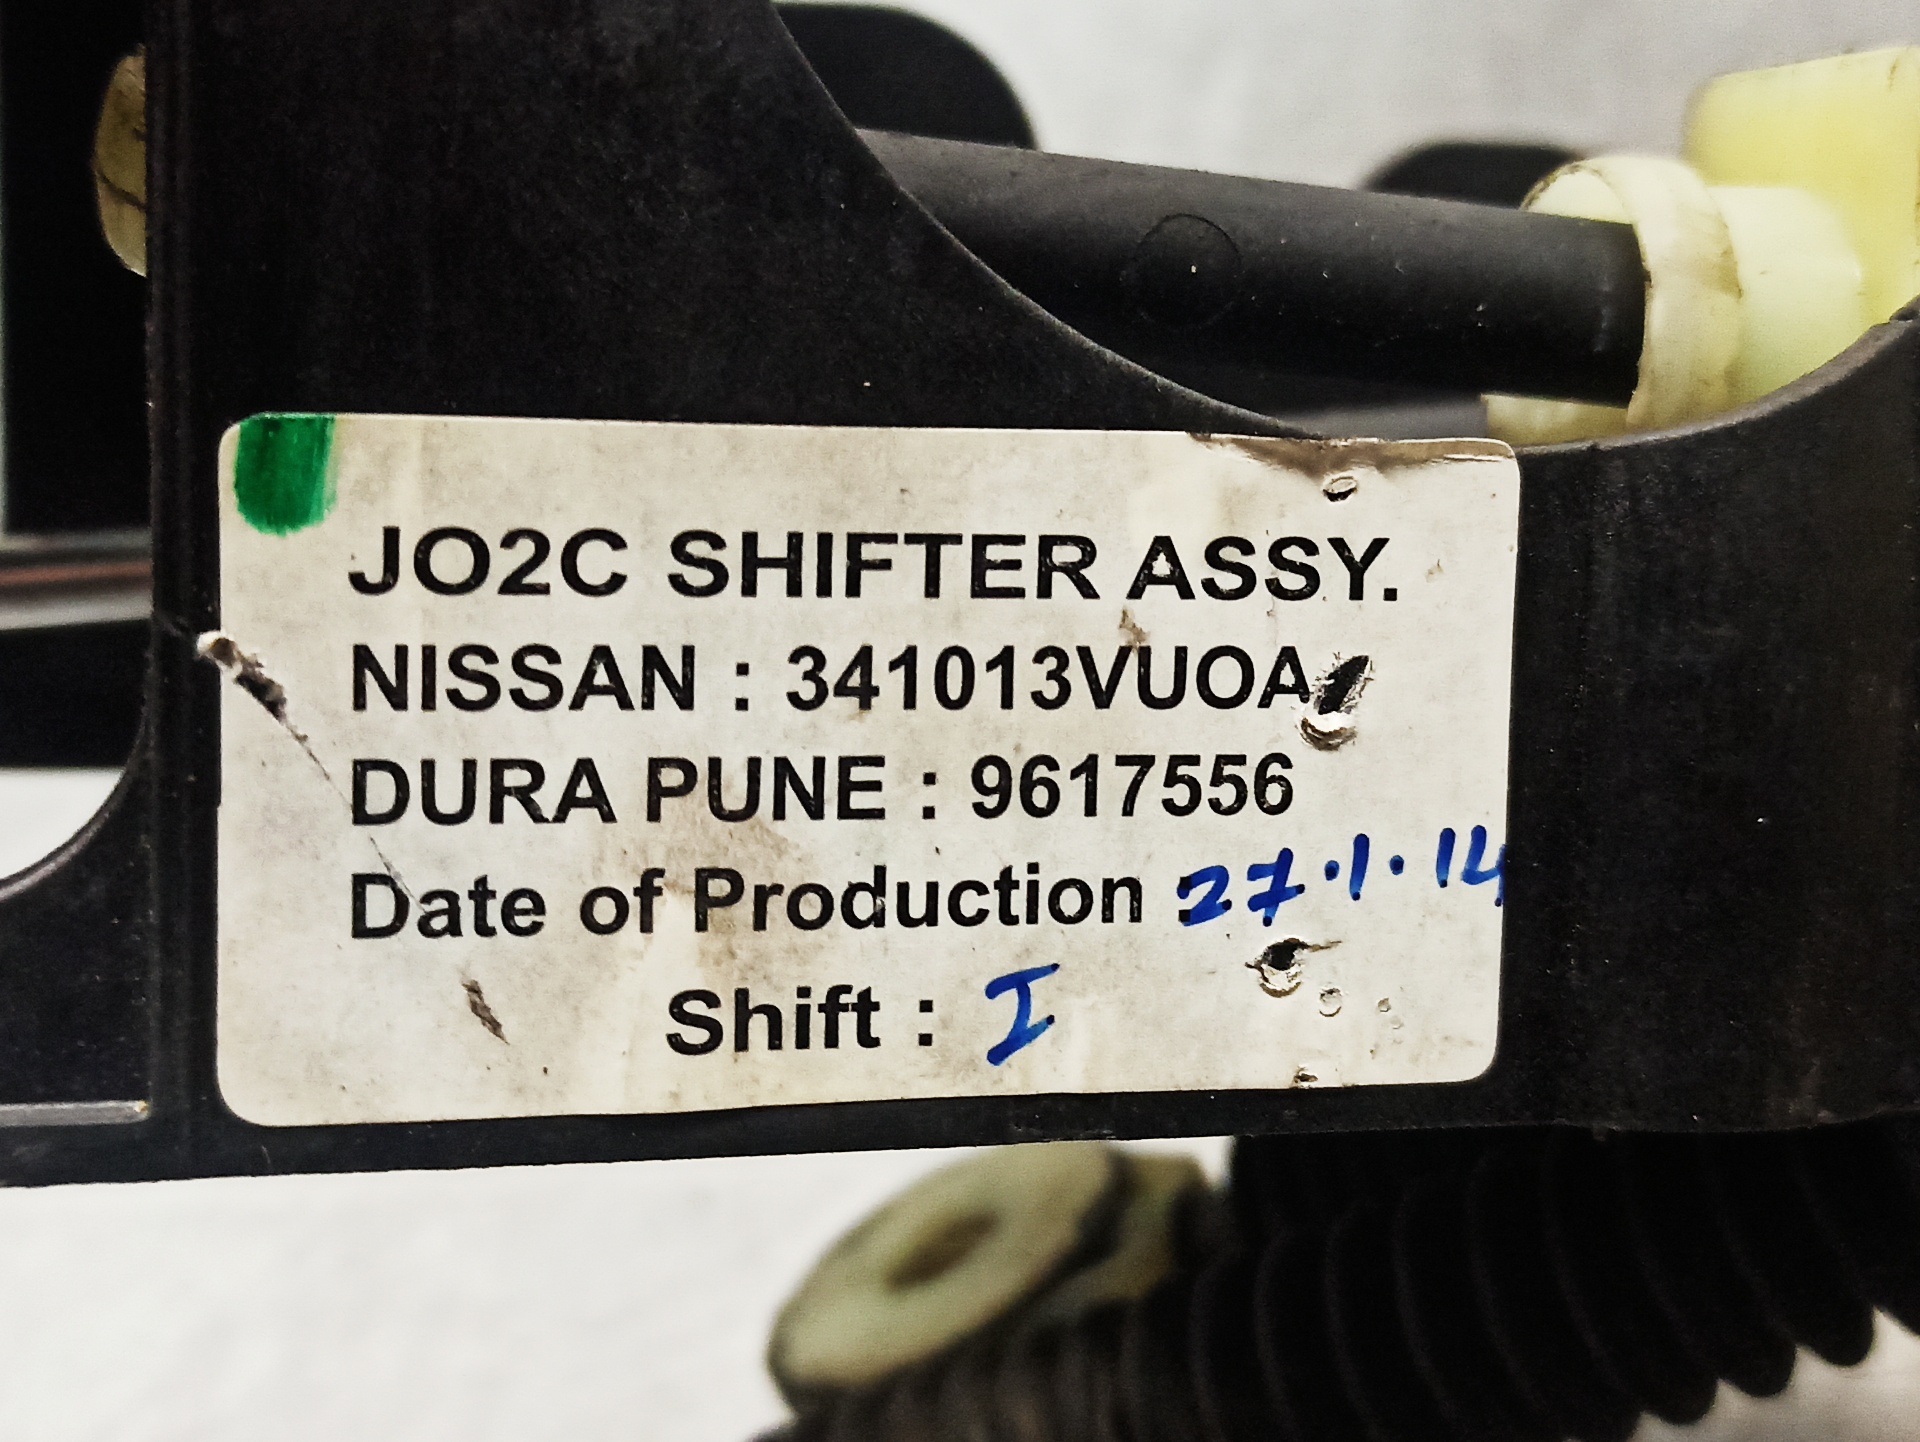 JO2C SHIFTER ASSY.
NISSAN : 341013VUOA
DURA PUNE : 9617556
Date of Production : 27.1.14
Shift : I